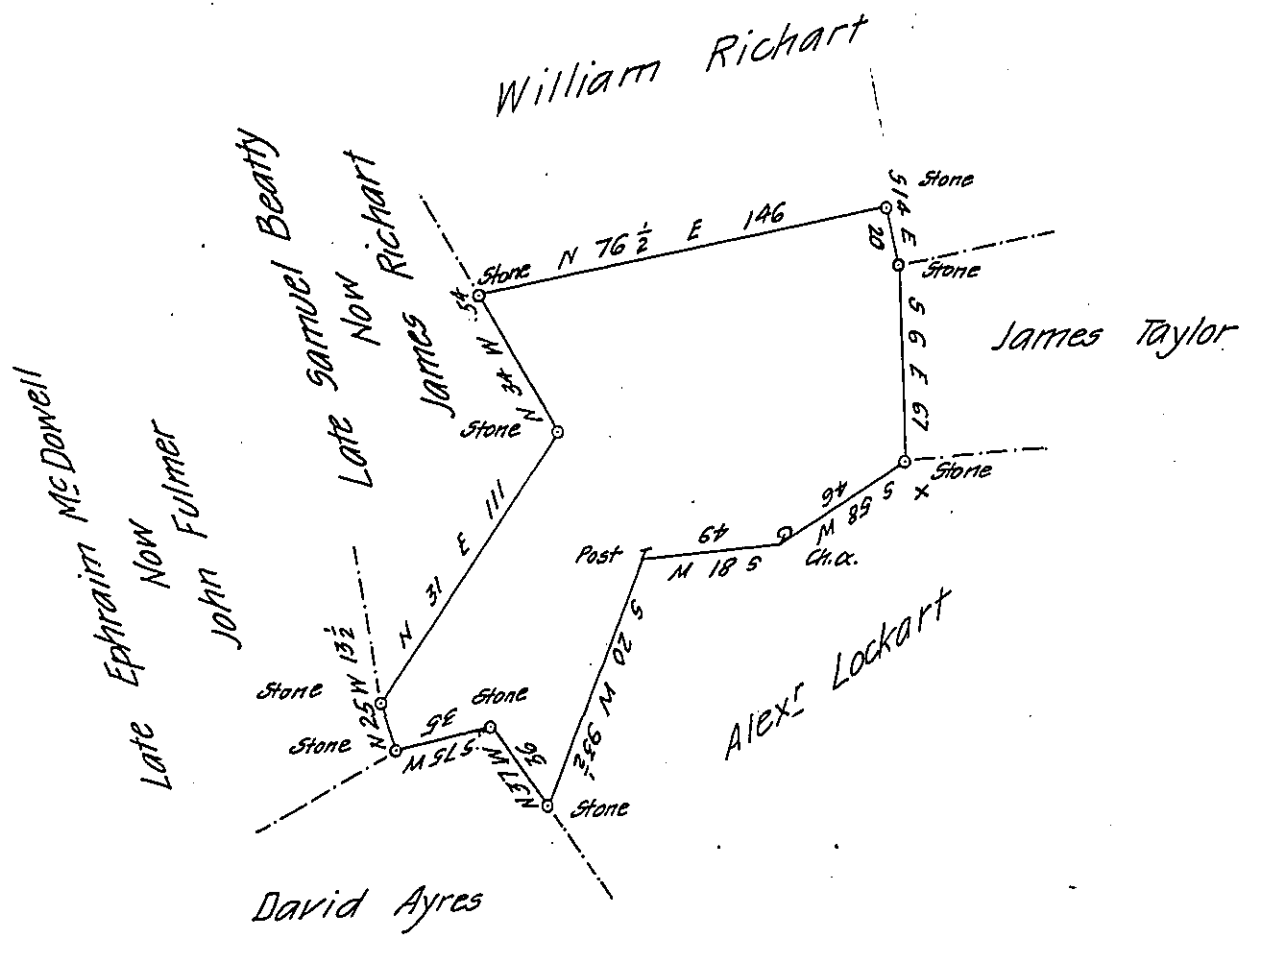 William Richart
Late Samuel Beatty
Now
James Richart
Late Ephraim McDowell
Now
John Fulmer
James Taylor
Alexr Lockart
David Ayres
Stone
N 76 1/2 E 146
Stone
S 14 E
20
Stone
S 6 E 67
Stone
X
S 58 W
46
Ch.a.
S 81 W
49
Post
S 20 W 93 1/2
Stone
N 37 W
36
Stone
S 75 W
35
Stone
N 25 W 13 1/2
Stone
N 31 E 111
Stone
N 34 W 54